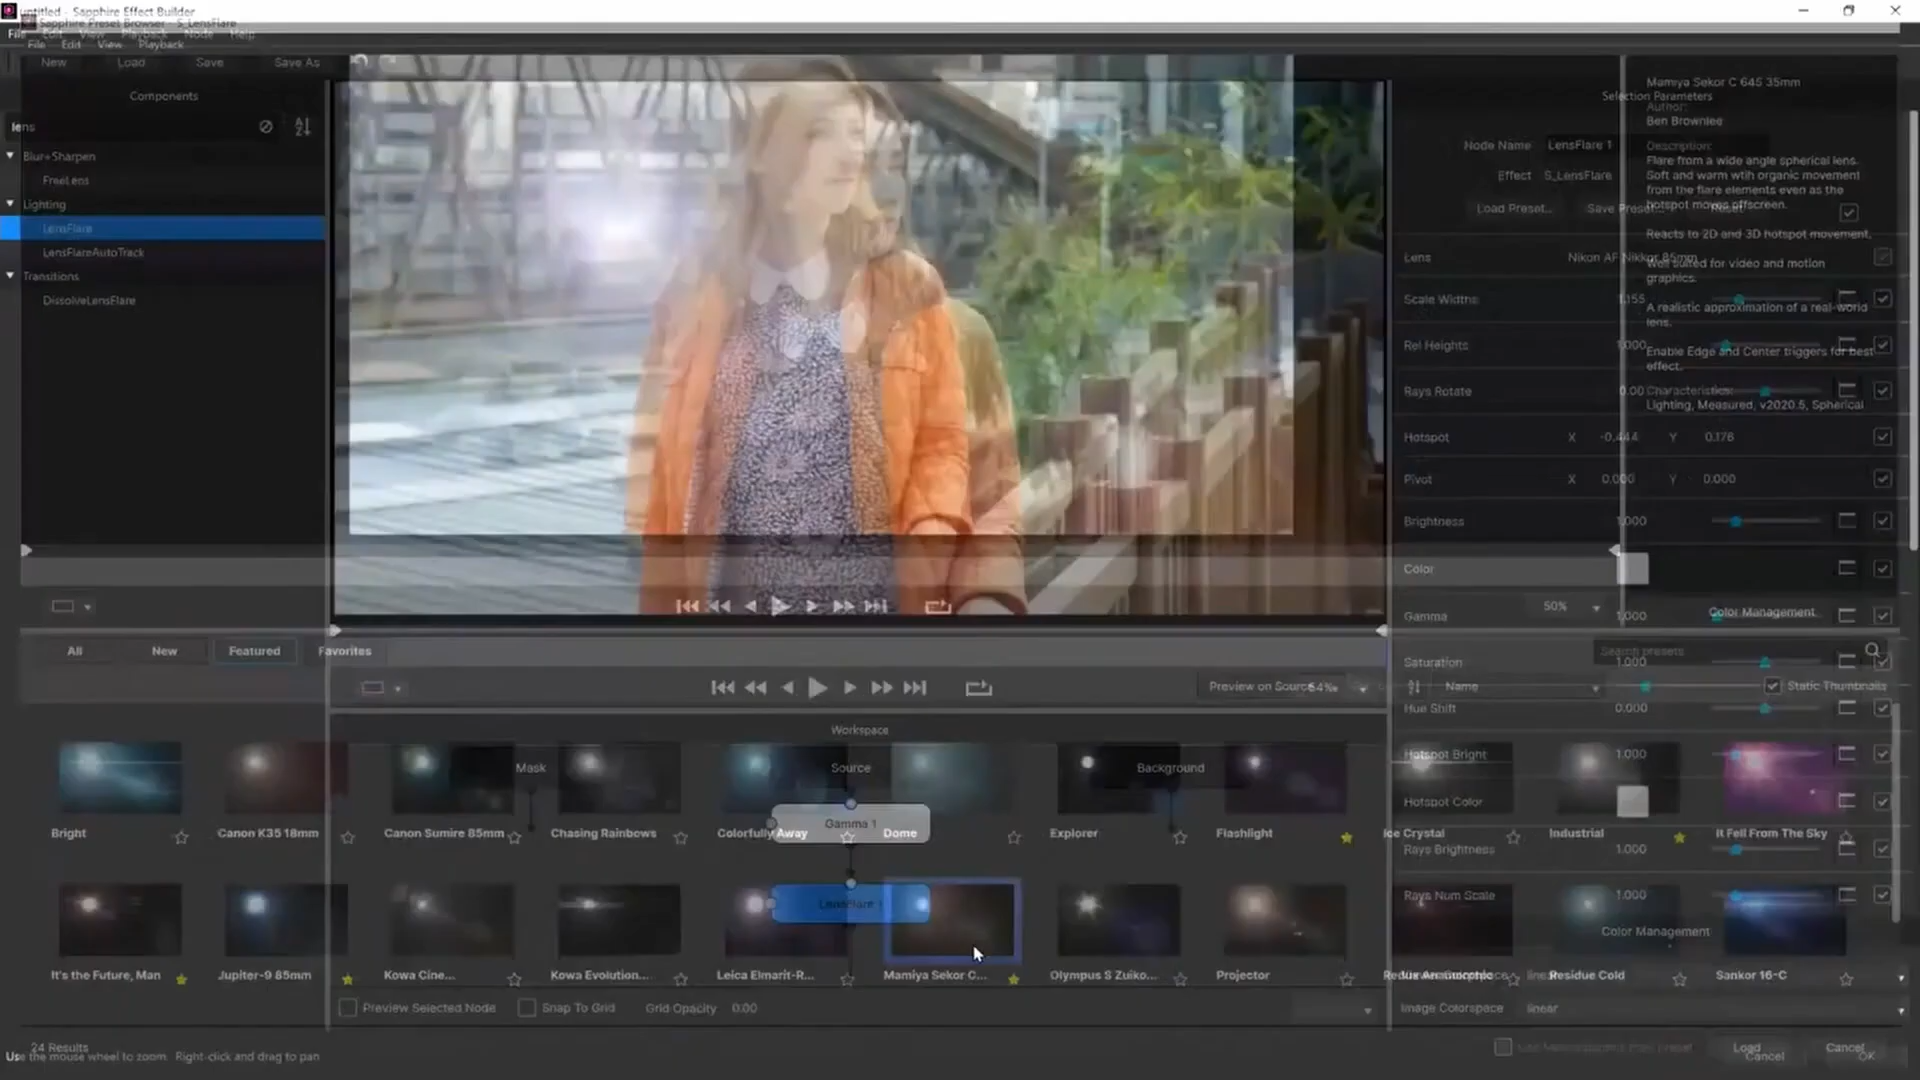 untitled - Sapphire Effect Builder
Sapphire Preset Browser - S_LensFlare
File Edit View Playback Node Help
File Edit View Playback
New Load Save Save As
Components
lens
Blur+Sharpen
FreeLens
Lighting
LensFlare
LensFlareAutoTrack
Transitions
DissolveLensFlare
Mamiya Sekor C 645 35mm
Selection Parameters
Author:
Ben Brownlee
Node Name LensFlare 1
Description:
Flare from a wide angle spherical lens.
Soft and warm wtih organic movement
from the flare elements even as the
hotspot moves offscreen.
Effect S_LensFlare
Load Preset... Save Preset... Reset
Reacts to 2D and 3D hotspot movement.
Lens Nikon AF Nikkor 85mm
Well suited for video and motion
graphics.
Scale Widths 1.155
A realistic approximation of a real-world
lens.
Rel Heights 1.000
Enable Edge and Center triggers for best
effect.
Rays Rotate 0.00
Characteristics:
Lighting, Measured, v2020.5, Spherical
Hotspot X -0.444 Y 0.176
Pivot X 0.000 Y 0.000
Brightness 1.000
Color
50%
Gamma 1.000
Color Management
All New Featured Favorites
Search presets
Saturation 1.000
Preview on Source 54%
Name
Static Thumbnails
Hue Shift 0.000
Workspace
Hotspot Bright 1.000
Mask Source Background
Hotspot Color
Gamma 1
Bright
Canon K35 18mm
Canon Sumire 85mm
Chasing Rainbows
Colorfully Away
Dome
Explorer
Flashlight
Ice Crystal
Industrial
It Fell From The Sky
Rays Brightness 1.000
Rays Num Scale 1.000
LensFlare 1
Color Management
It's the Future, Man
Jupiter-9 85mm
Kowa Cine...
Kowa Evolution...
Leica Elmarit-R...
Mamiya Sekor C...
Olympus S Zuiko...
Projector
Residue Cold
Sankor 16-C
Preview Selected Node Snap To Grid Grid Opacity 0.00
Image Colorspace linear
24 Results
Use the mouse wheel to zoom. Right-click and drag to pan
Load Cancel
Cancel OK